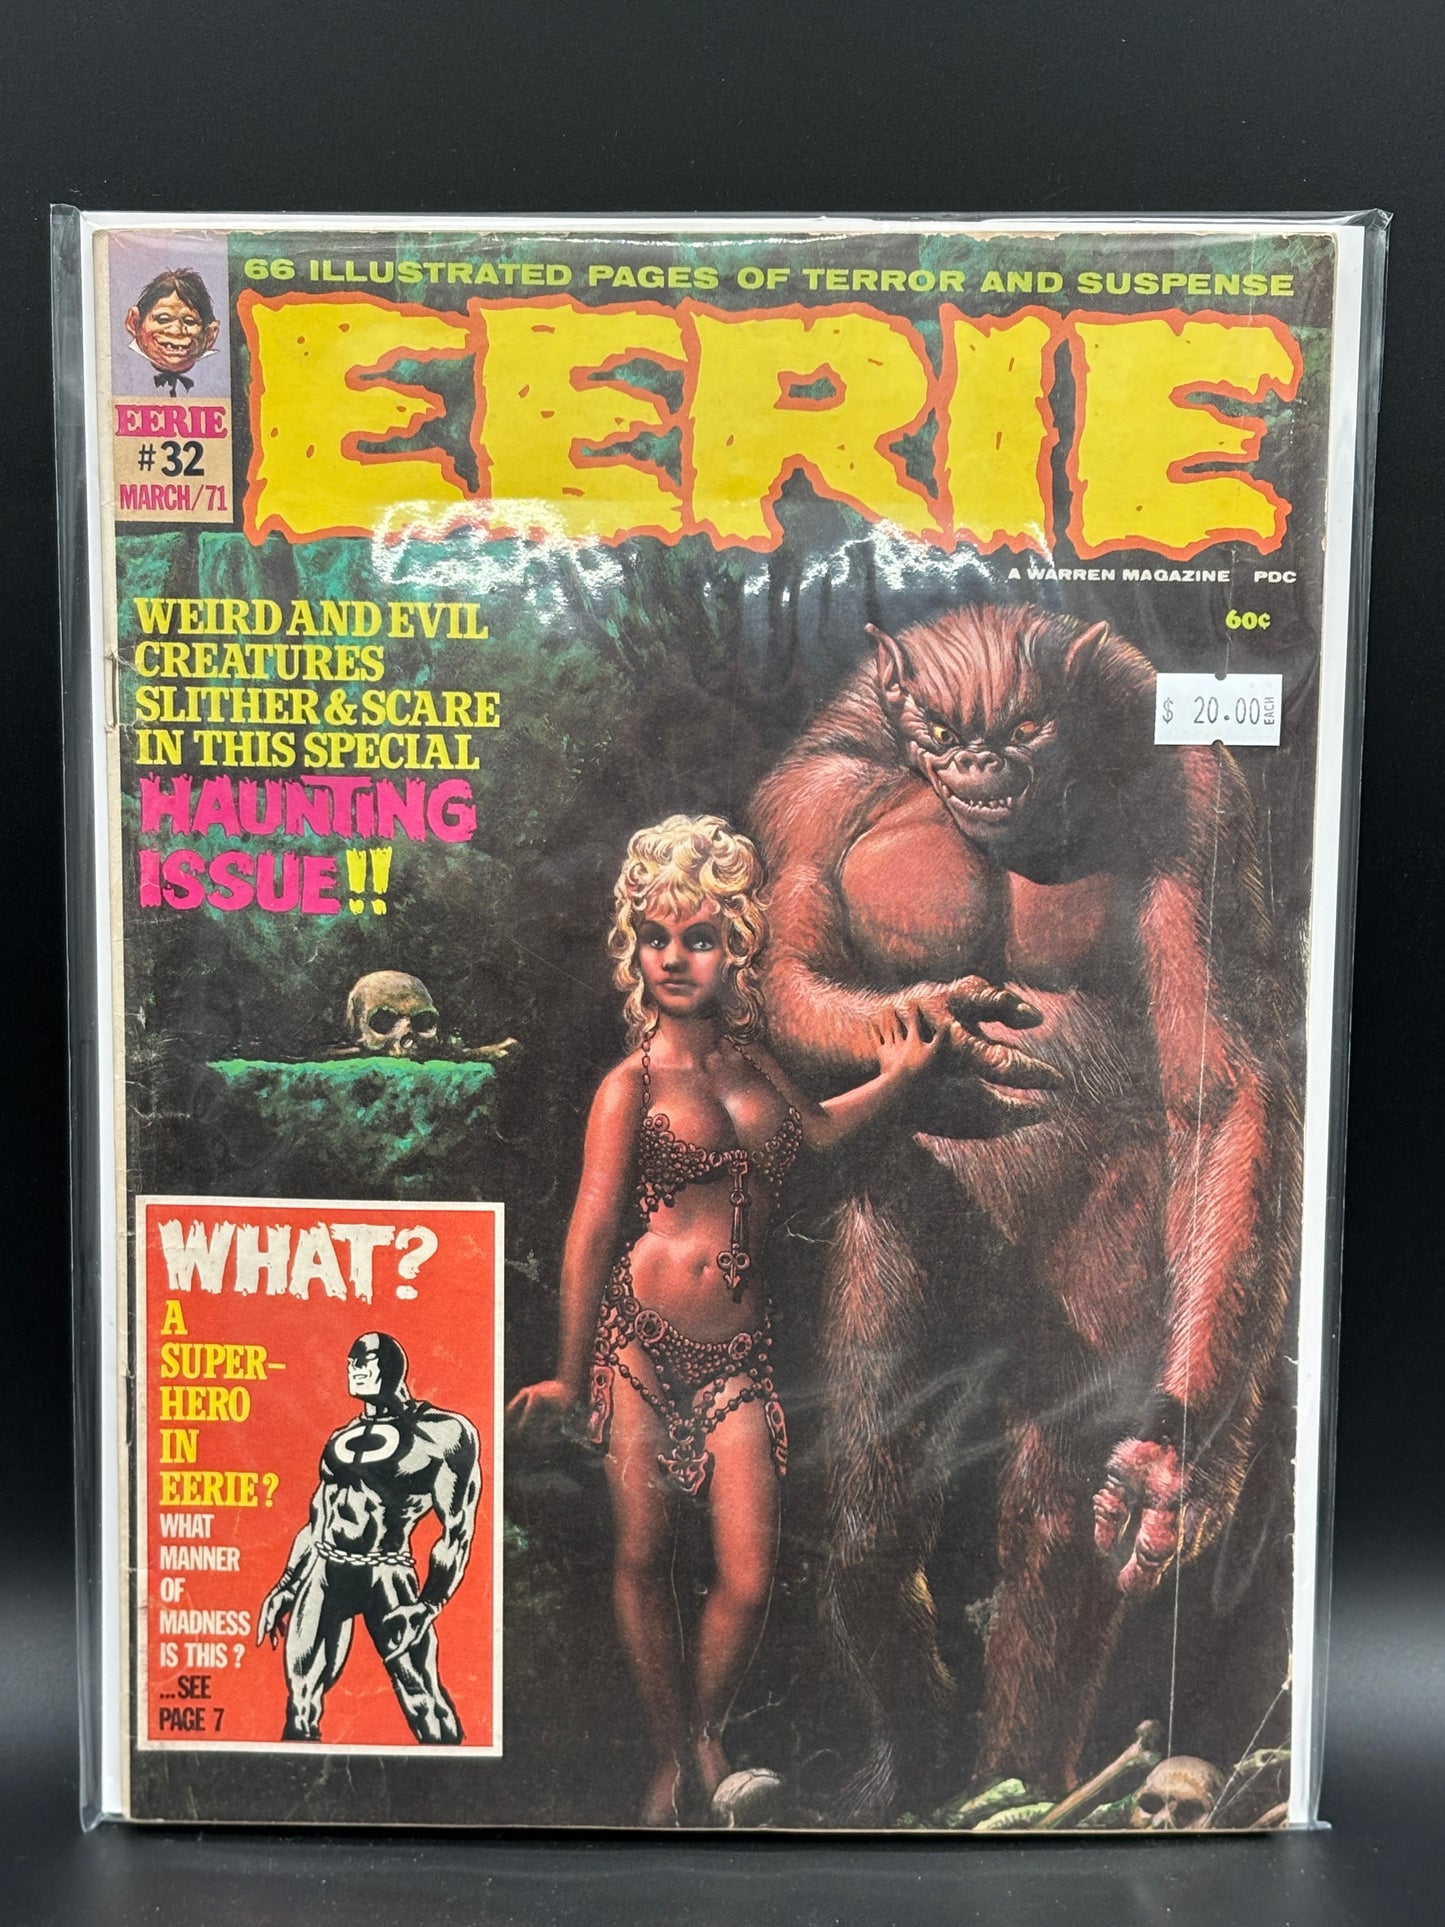 66 ILLUSTRATED PAGES OF TERROR AND SUSPENSE
EERIE
EERIE
#32
MARCH/71
A WARREN MAGAZINE PDC
60¢
$ 20.00 EACH
WEIRD AND EVIL
CREATURES
SLITHER & SCARE
IN THIS SPECIAL
HAUNTING
ISSUE!!
WHAT?
A
SUPER-
HERO
IN
EERIE?
WHAT
MANNER
OF
MADNESS
IS THIS?
...SEE
PAGE 7